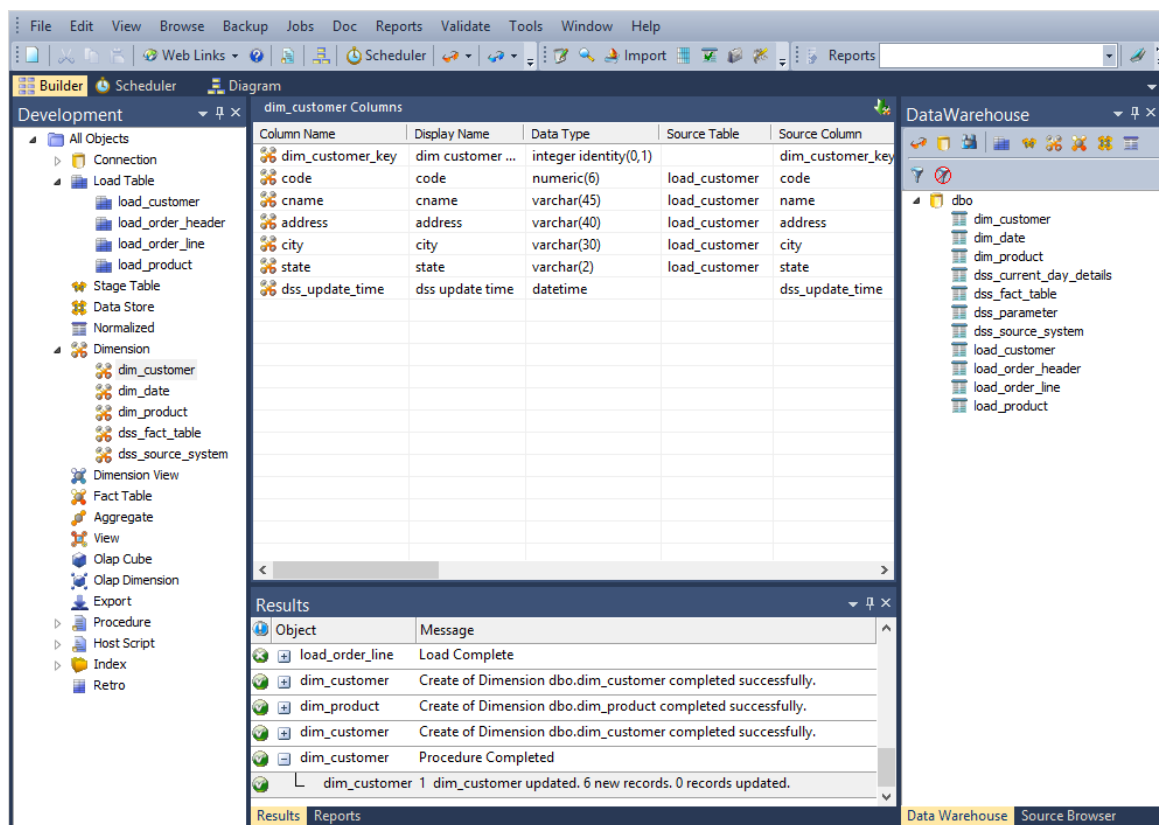 File Edit View Browse Backup Jobs Doc Reports Validate Tools Window Help
Web Links Scheduler Import Reports
Builder Scheduler Diagram
Development
All Objects
Connection
Load Table
load_customer
load_order_header
load_order_line
load_product
Stage Table
Data Store
Normalized
Dimension
dim_customer
dim_date
dim_product
dss_fact_table
dss_source_system
Dimension View
Fact Table
Aggregate
View
Olap Cube
Olap Dimension
Export
Procedure
Host Script
Index
Retro
dim_customer Columns
Column Name Display Name Data Type Source Table Source Column
dim_customer_key dim customer ... integer identity(0,1) dim_customer_key
code code numeric(6) load_customer code
cname cname varchar(45) load_customer name
address address varchar(40) load_customer address
city city varchar(30) load_customer city
state state varchar(2) load_customer state
dss_update_time dss update time datetime dss_update_time
Results
Object Message
load_order_line Load Complete
dim_customer Create of Dimension dbo.dim_customer completed successfully.
dim_product Create of Dimension dbo.dim_product completed successfully.
dim_customer Create of Dimension dbo.dim_customer completed successfully.
dim_customer Procedure Completed
dim_customer 1 dim_customer updated. 6 new records. 0 records updated.
Results Reports
DataWarehouse
dbo
dim_customer
dim_date
dim_product
dss_current_day_details
dss_fact_table
dss_parameter
dss_source_system
load_customer
load_order_header
load_order_line
load_product
Data Warehouse Source Browser